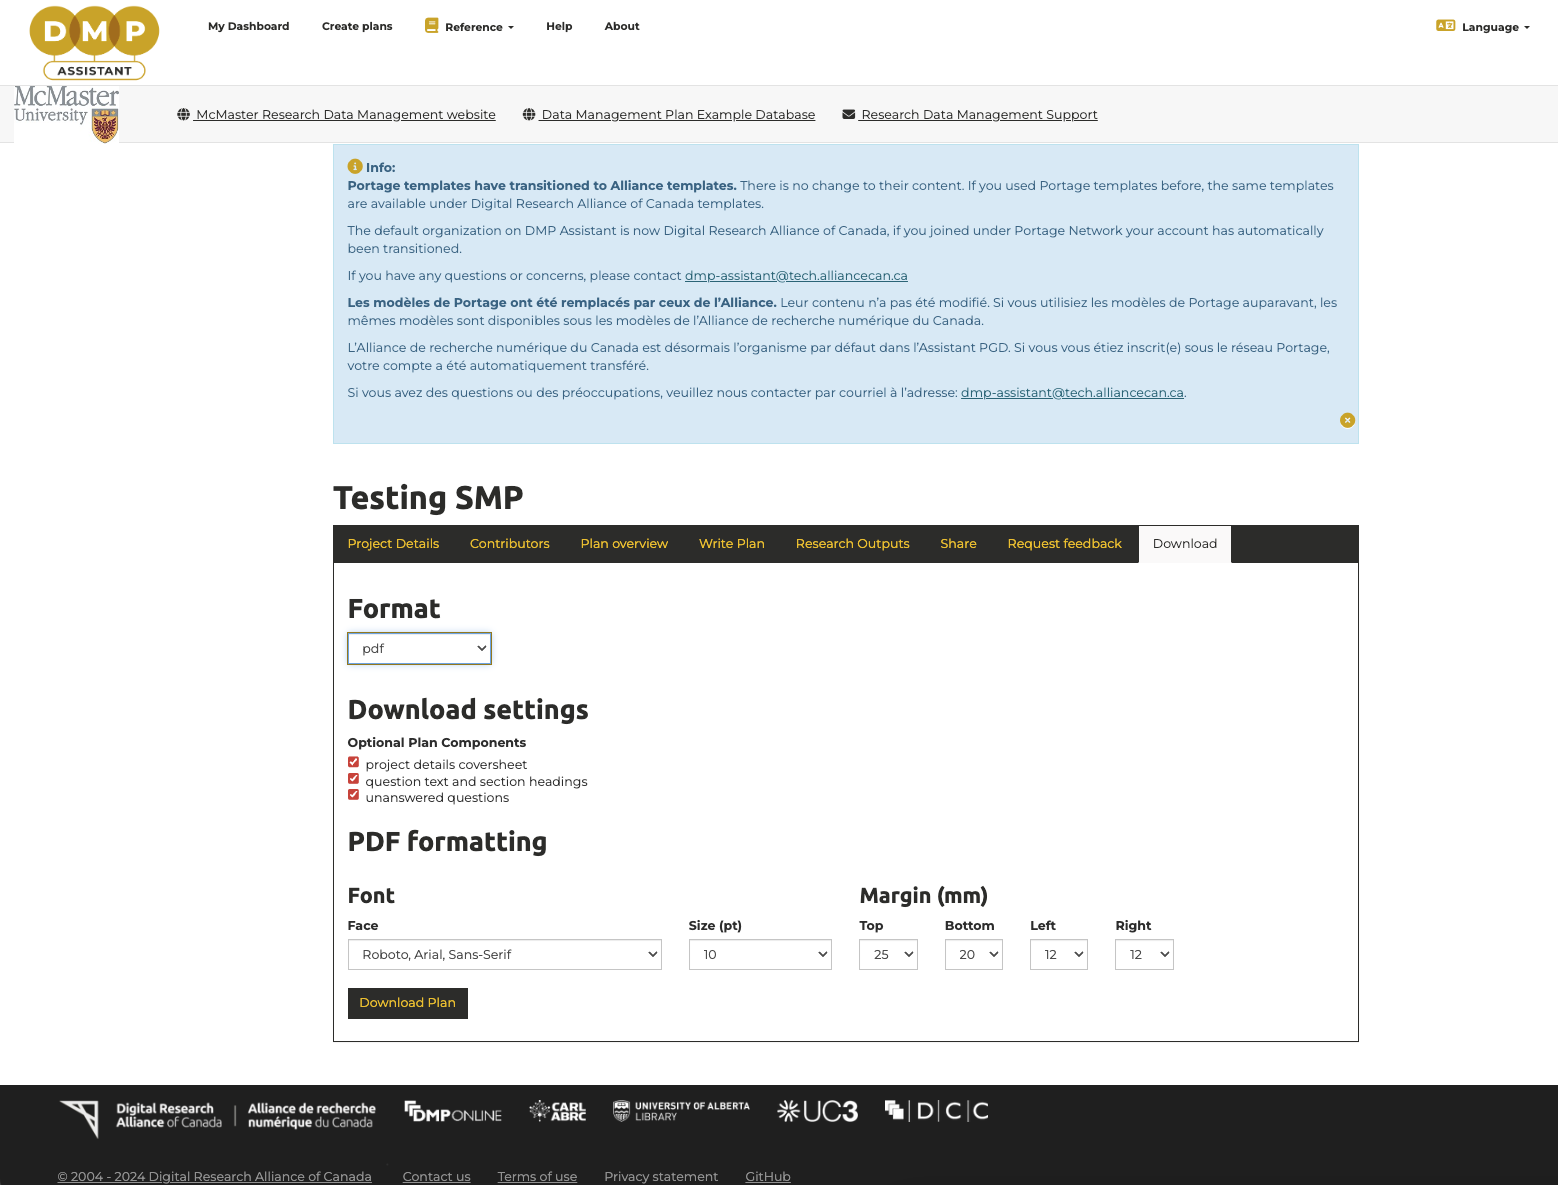 DMP
ASSISTANT
My Dashboard Create plans Reference Help About Language
McMaster
University
McMaster Research Data Management website Data Management Plan Example Database Research Data Management Support
Info:
Portage templates have transitioned to Alliance templates. There is no change to their content. If you used Portage templates before, the same templates
are available under Digital Research Alliance of Canada templates.
The default organization on DMP Assistant is now Digital Research Alliance of Canada, if you joined under Portage Network your account has automatically
been transitioned.
If you have any questions or concerns, please contact dmp-assistant@tech.alliancecan.ca
Les modèles de Portage ont été remplacés par ceux de l’Alliance. Leur contenu n’a pas été modifié. Si vous utilisiez les modèles de Portage auparavant, les
mêmes modèles sont disponibles sous les modèles de l’Alliance de recherche numérique du Canada.
L’Alliance de recherche numérique du Canada est désormais l’organisme par défaut dans l’Assistant PGD. Si vous vous étiez inscrit(e) sous le réseau Portage,
votre compte a été automatiquement transféré.
Si vous avez des questions ou des préoccupations, veuillez nous contacter par courriel à l’adresse: dmp-assistant@tech.alliancecan.ca.
Testing SMP
Project Details Contributors Plan overview Write Plan Research Outputs Share Request feedback Download
Format
pdf
Download settings
Optional Plan Components
project details coversheet
question text and section headings
unanswered questions
PDF formatting
Font Margin (mm)
Face Size (pt) Top Bottom Left Right
Roboto, Arial, Sans-Serif 10 25 20 12 12
Download Plan
Digital Research
Alliance of Canada
Alliance de recherche
numérique du Canada
DMPONLINE
CARL
ABRC
UNIVERSITY OF ALBERTA
LIBRARY
UC3
D|C|C
© 2004 - 2024 Digital Research Alliance of Canada Contact us Terms of use Privacy statement GitHub